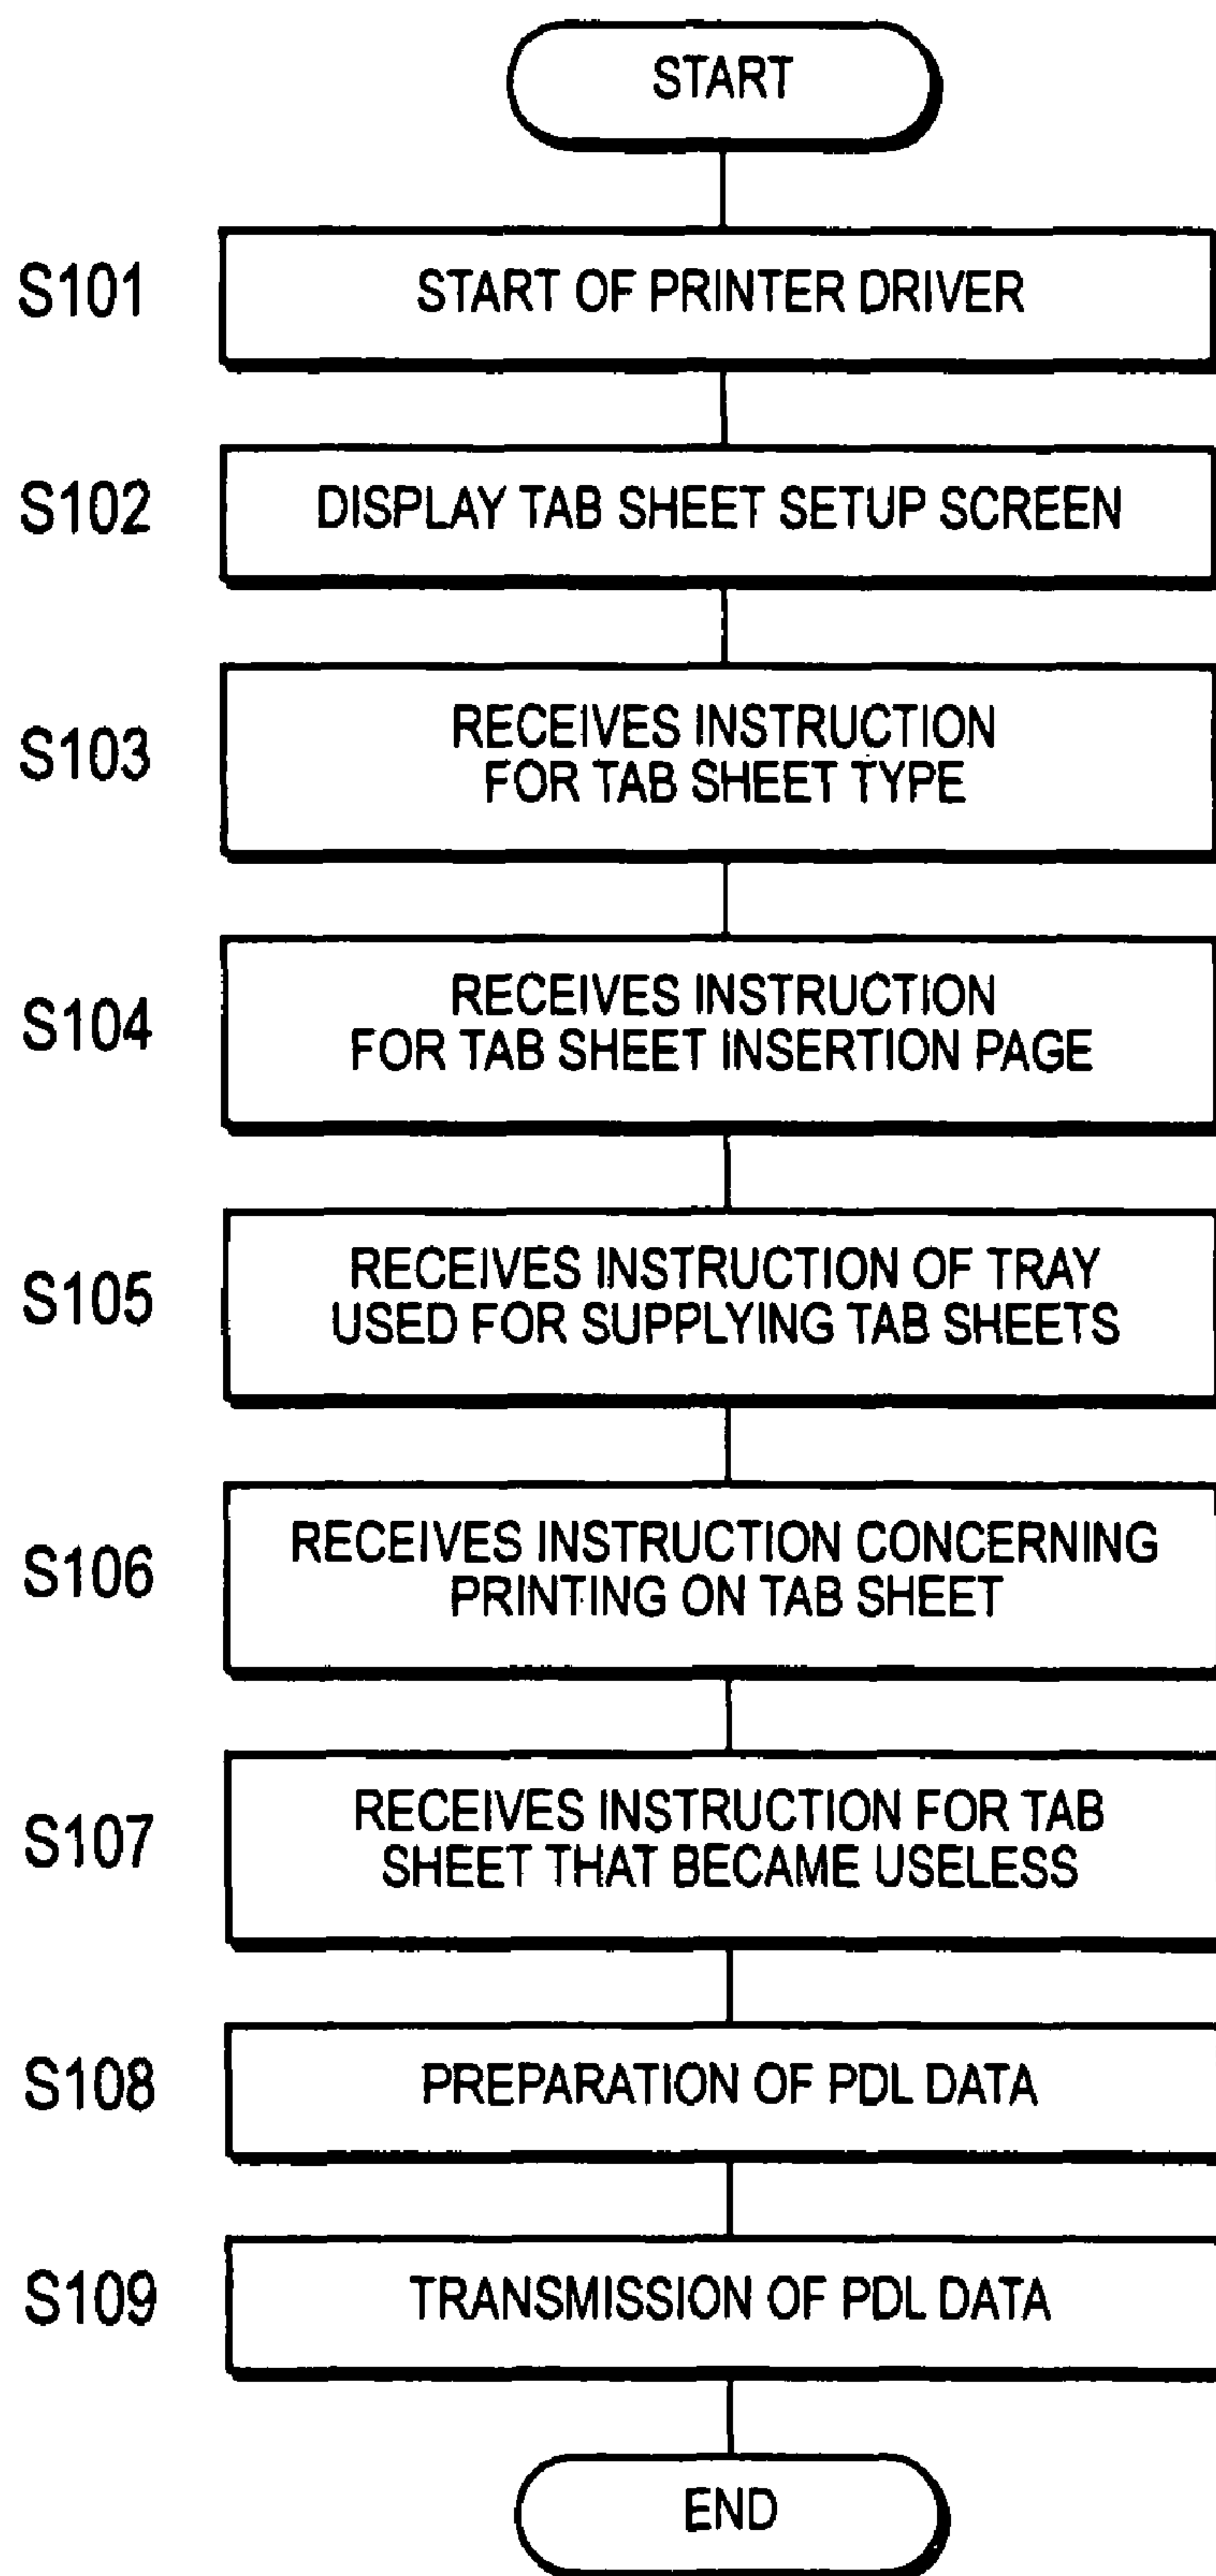 START
S101
START OF PRINTER DRIVER
S102
DISPLAY TAB SHEET SETUP SCREEN
S103
RECEIVES INSTRUCTION
FOR TAB SHEET TYPE
S104
RECEIVES INSTRUCTION
FOR TAB SHEET INSERTION PAGE
S105
RECEIVES INSTRUCTION OF TRAY
USED FOR SUPPLYING TAB SHEETS
S106
RECEIVES INSTRUCTION CONCERNING
PRINTING ON TAB SHEET
S107
RECEIVES INSTRUCTION FOR TAB
SHEET THAT BECAME USELESS
S108
PREPARATION OF PDL DATA
S109
TRANSMISSION OF PDL DATA
END